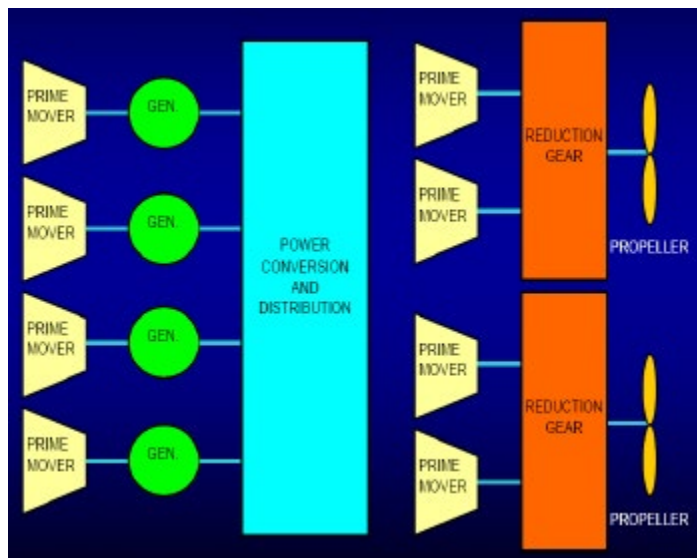 PRIME
MOVER
GEN.
PRIME
MOVER
GEN.
PRIME
MOVER
GEN.
PRIME
MOVER
GEN.
POWER
CONVERSION
AND
DISTRIBUTION
PRIME
MOVER
PRIME
MOVER
REDUCTION
GEAR
PROPELLER
PRIME
MOVER
PRIME
MOVER
REDUCTION
GEAR
PROPELLER